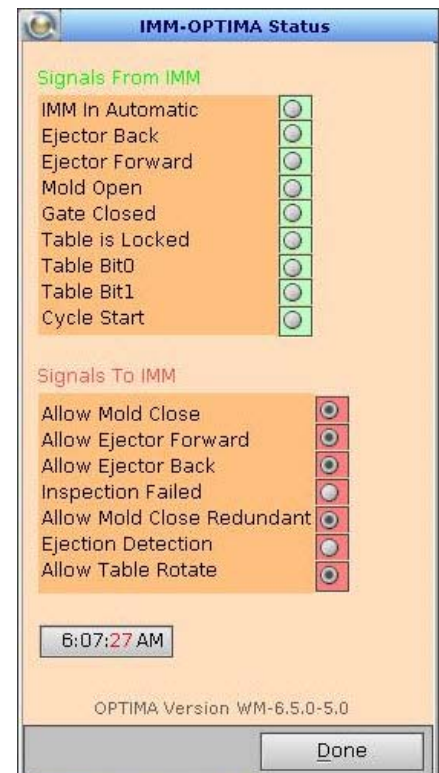 IMM-OPTIMA Status
Signals From IMM
IMM In Automatic
Ejector Back
Ejector Forward
Mold Open
Gate Closed
Table is Locked
Table Bit0
Table Bit1
Cycle Start
Signals To IMM
Allow Mold Close
Allow Ejector Forward
Allow Ejector Back
Inspection Failed
Allow Mold Close Redundant
Ejection Detection
Allow Table Rotate
6:07:27 AM
OPTIMA Version WM-6.5.0-5.0
Done